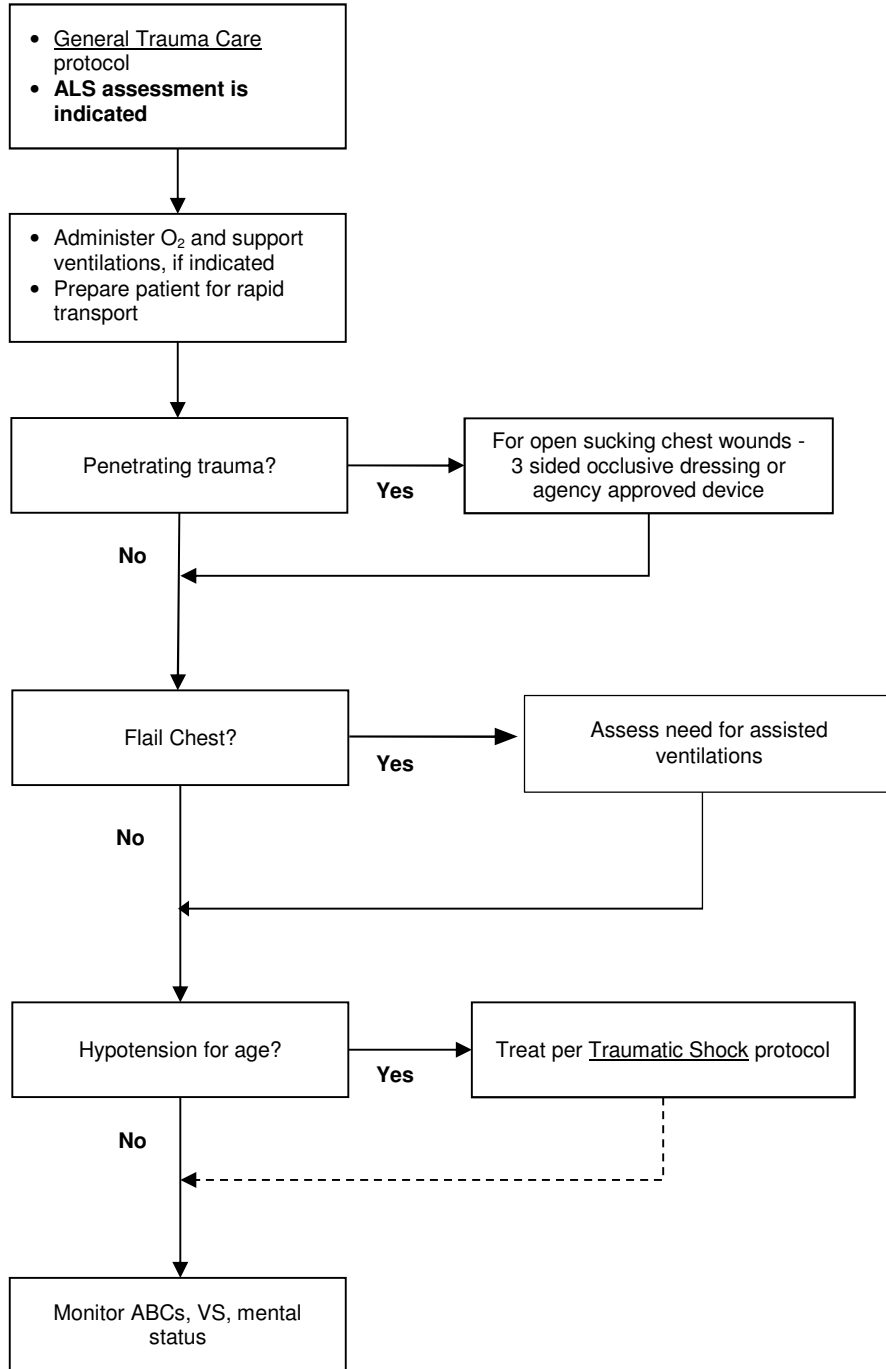 • General Trauma Care
protocol
• ALS assessment is
indicated
• Administer O₂ and support
ventilations, if indicated
• Prepare patient for rapid
transport
Penetrating trauma?
Yes
For open sucking chest wounds -
3 sided occlusive dressing or
agency approved device
No
Flail Chest?
Yes
Assess need for assisted
ventilations
No
Hypotension for age?
Yes
Treat per Traumatic Shock protocol
No
Monitor ABCs, VS, mental
status